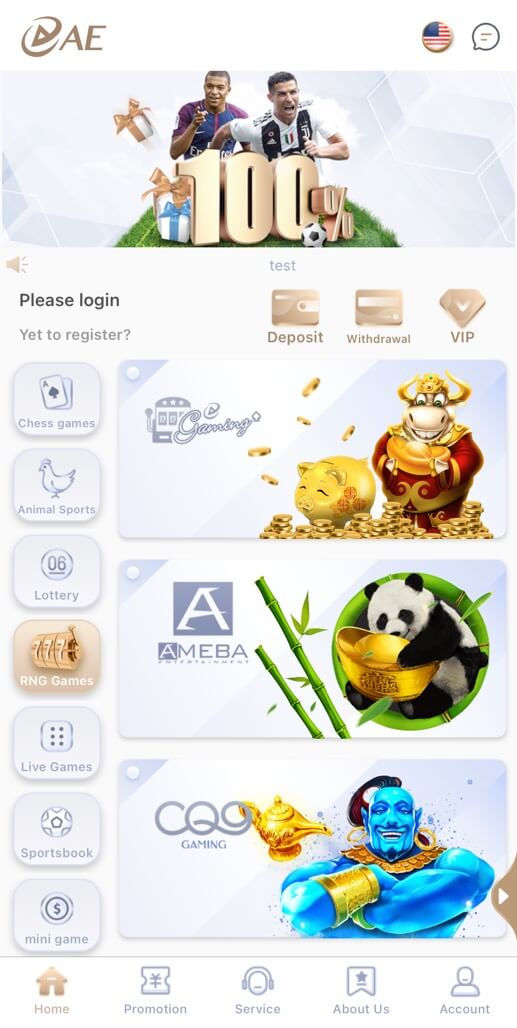 AE
100%
test
Please login
Yet to register?
Deposit
Withdrawal
VIP
Chess games
Animal Sports
06
Lottery
777
RNG Games
Live Games
Sportsbook
mini game
Gaming
A
AMEBA
ENTERTAINMENT
CQ9
GAMING
Home
Promotion
Service
About Us
Account